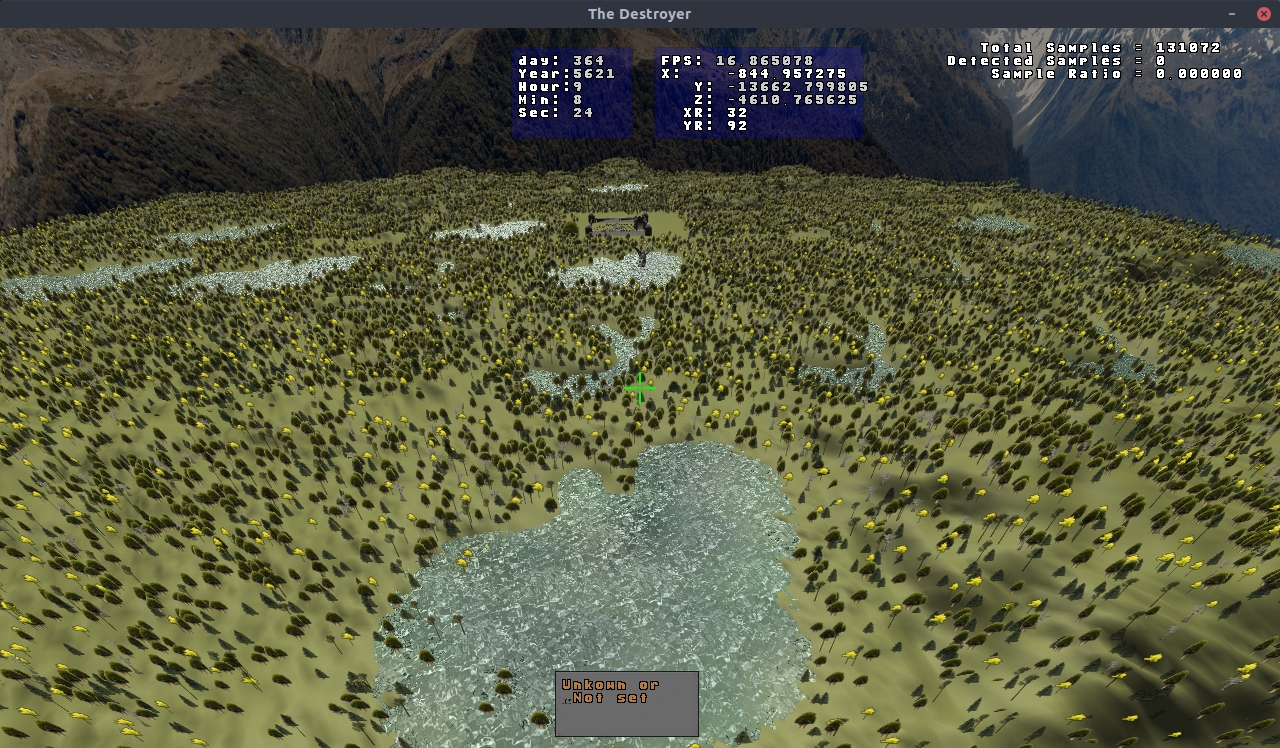 The Destroyer
day: 364
Year:5621
Hour:9
Min: 8
Sec: 24
FPS: 16.865078
X: -844.957275
Y: -13662.799805
Z: -4610.765625
XR: 32
YR: 92
Total Samples = 131072
Detected Samples = 0
Sample Ratio = 0.000000
Unkown or
Not set